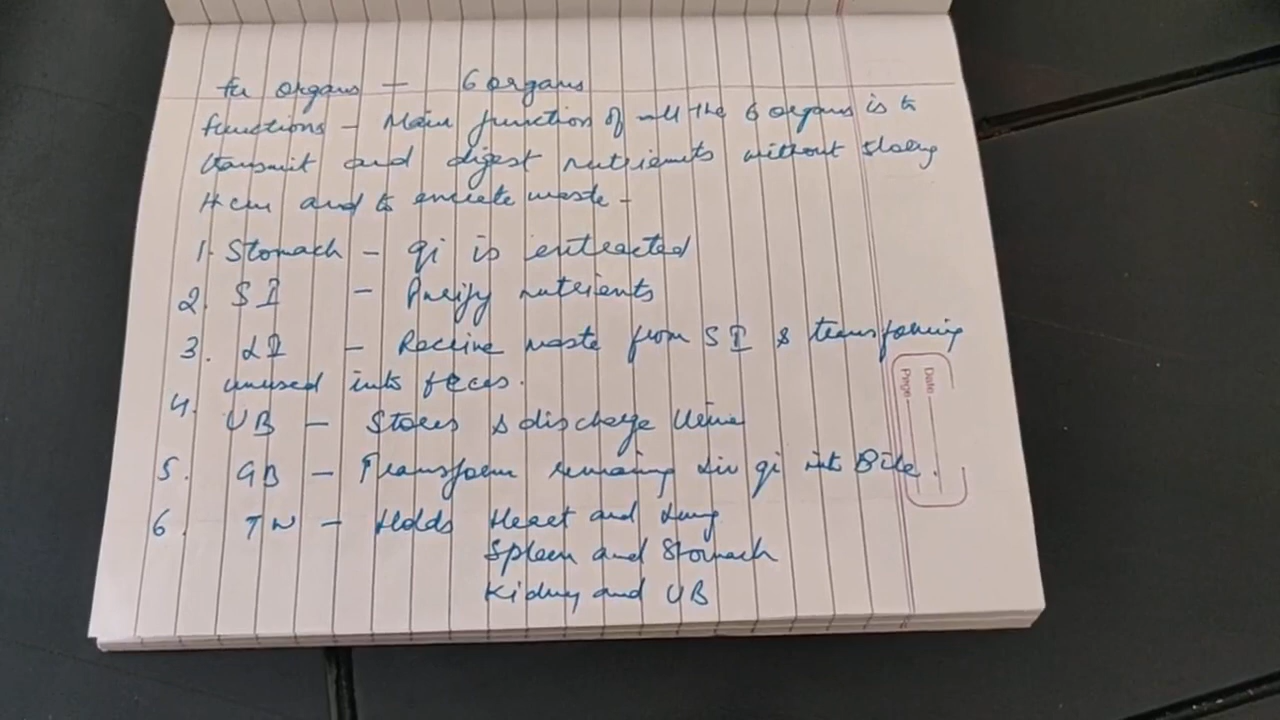 fu organs - 6 organs
functions - Main function of all the 6 organs is to
transmit and digest nutrients without storing
them and to excrete waste -
1. Stomach - qi is extracted
2. SI - Purify nutrients
3. LI - Receive waste from SI & transforming
unused into feces.
4. UB - Stores & discharge Urine
5. GB - Transform remaining Liv qi into Bile.
6. TW - Holds Heart and Lung
Spleen and Stomach
Kidney and UB
Date
Page